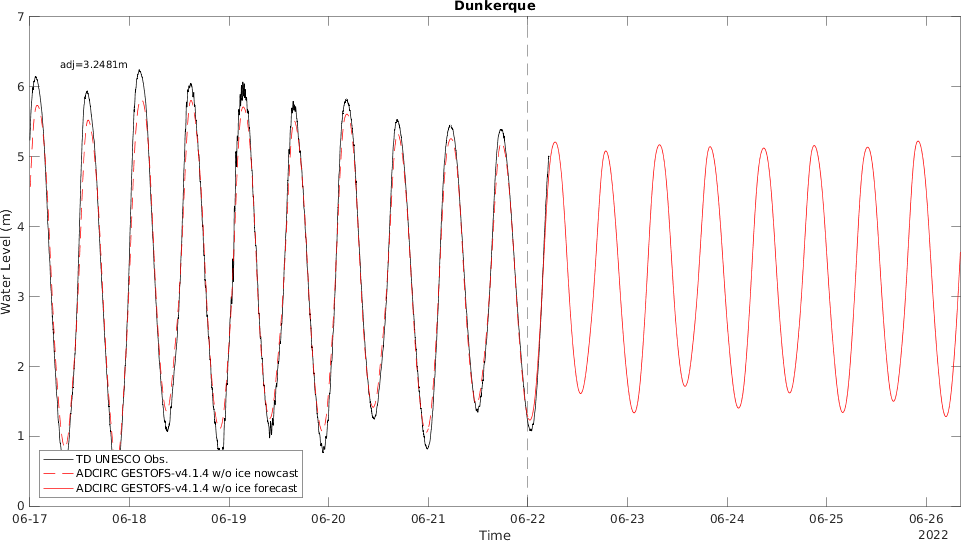 Dunkerque
7
adj=3.2481m
6
5
4
Water Level (m)
3
2
1
TD UNESCO Obs.
ADCIRC GESTOFS-v4.1.4 w/o ice nowcast
ADCIRC GESTOFS-v4.1.4 w/o ice forecast
0
06-17 06-18 06-19 06-20 06-21 06-22 06-23 06-24 06-25 06-26
Time
2022